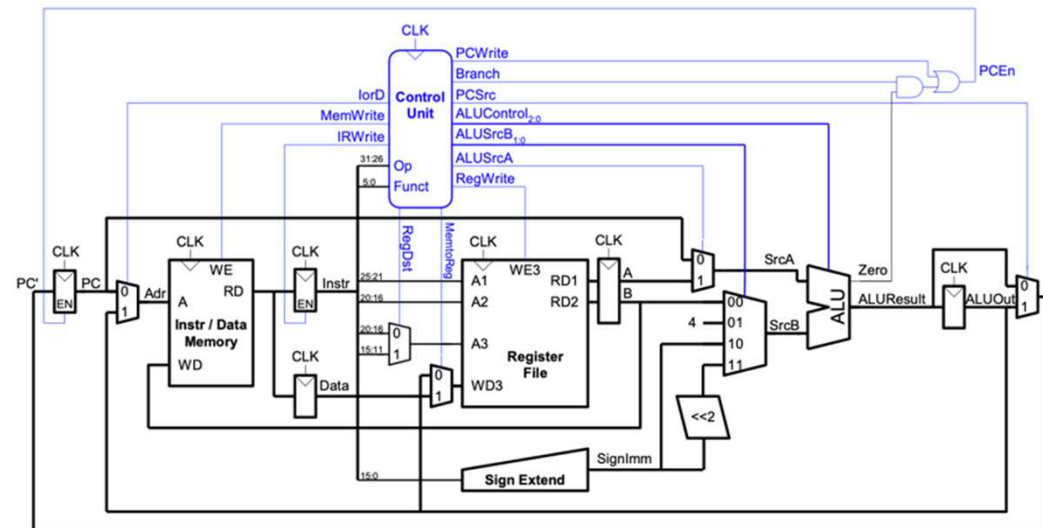 CLK
PCWrite
Branch
PCEn
IorD
Control
Unit
PCSrc
MemWrite
ALUControl2:0
IRWrite
ALUSrcB1:0
31:26
Op
ALUSrcA
5:0
Funct
RegWrite
RegDst
MemtoReg
CLK
CLK
CLK
CLK
CLK
CLK
PC'
EN
PC
0
1
Adr
WE
A
RD
Instr / Data
Memory
WD
EN
Instr
CLK
Data
25:21
20:16
20:16
15:11
0
1
0
1
A1
A2
A3
WD3
WE3
RD1
RD2
Register
File
A
B
0
1
SrcA
4
00
01
10
11
SrcB
<<2
ALU
Zero
ALUResult
ALUOut
0
1
15:0
Sign Extend
SignImm